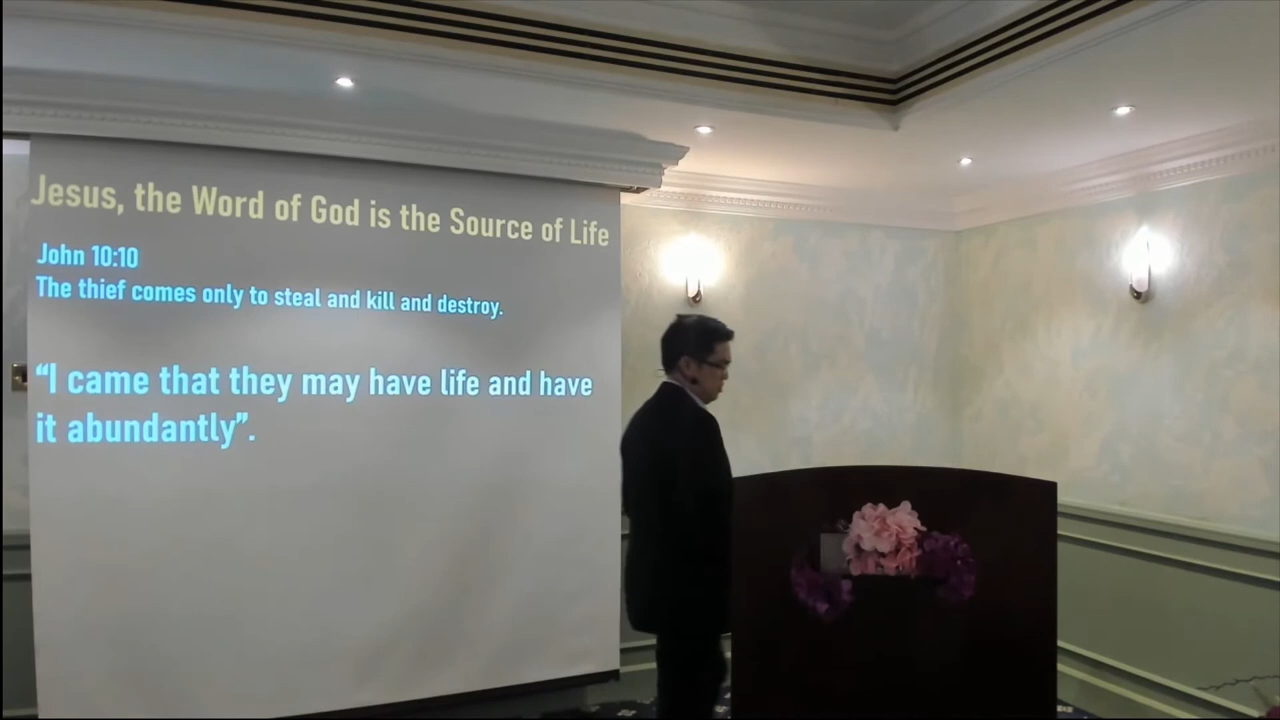 Jesus, the Word of God is the Source of Life
John 10:10
The thief comes only to steal and kill and destroy.
“I came that they may have life and have
it abundantly”.